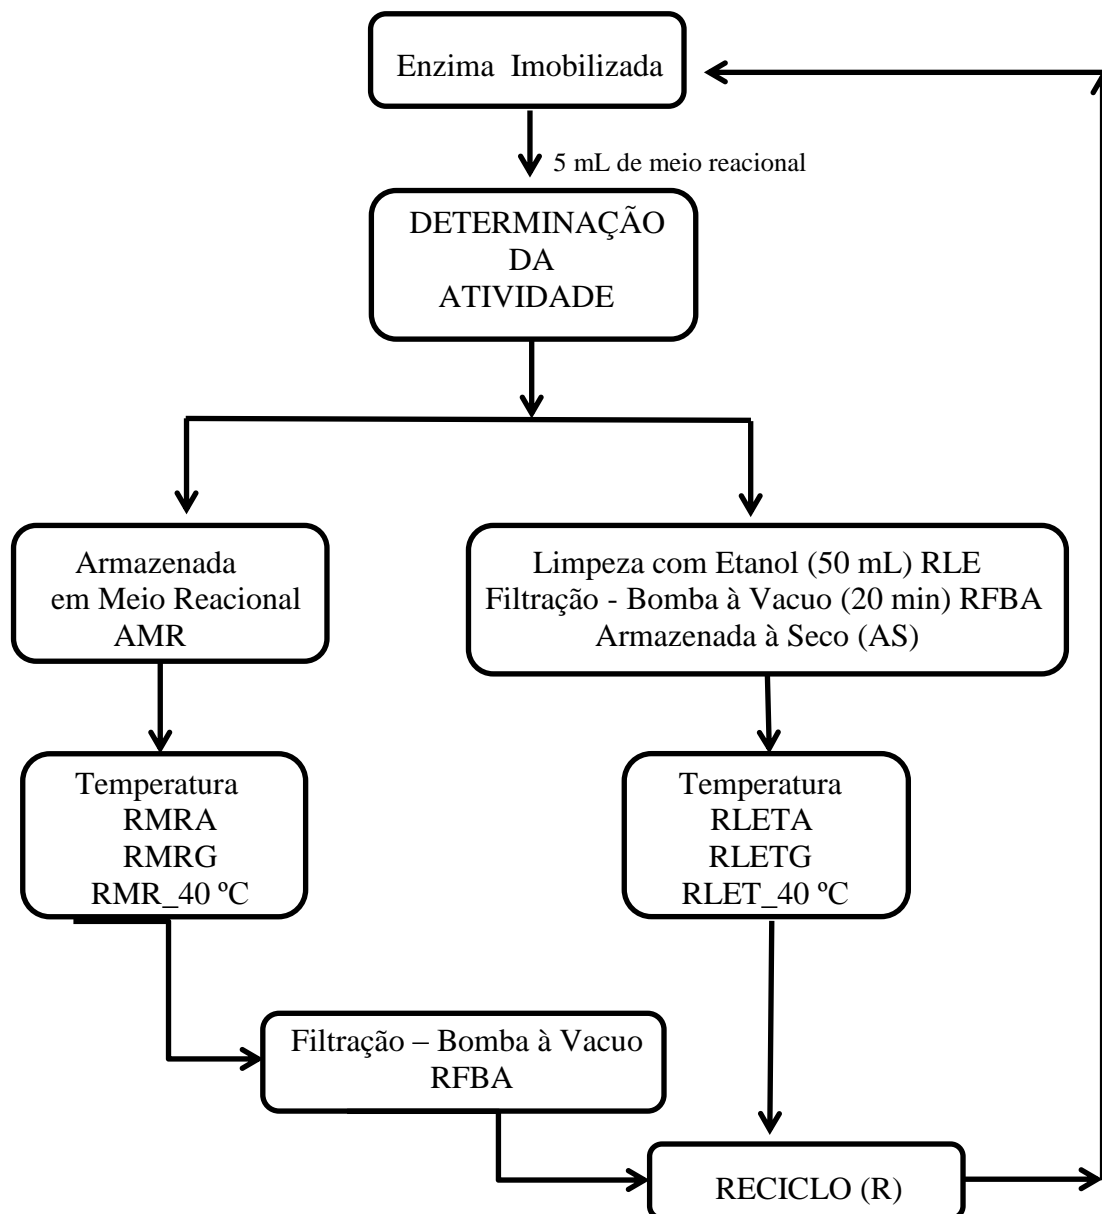 Enzima Imobilizada
5 mL de meio reacional
DETERMINAÇÃO
DA
ATIVIDADE
Armazenada
em Meio Reacional
AMR
Limpeza com Etanol (50 mL) RLE
Filtração - Bomba à Vacuo (20 min) RFBA
Armazenada à Seco (AS)
Temperatura
RMRA
RMRG
RMR_40 ºC
Temperatura
RLETA
RLETG
RLET_40 ºC
Filtração – Bomba à Vacuo
RFBA
RECICLO (R)